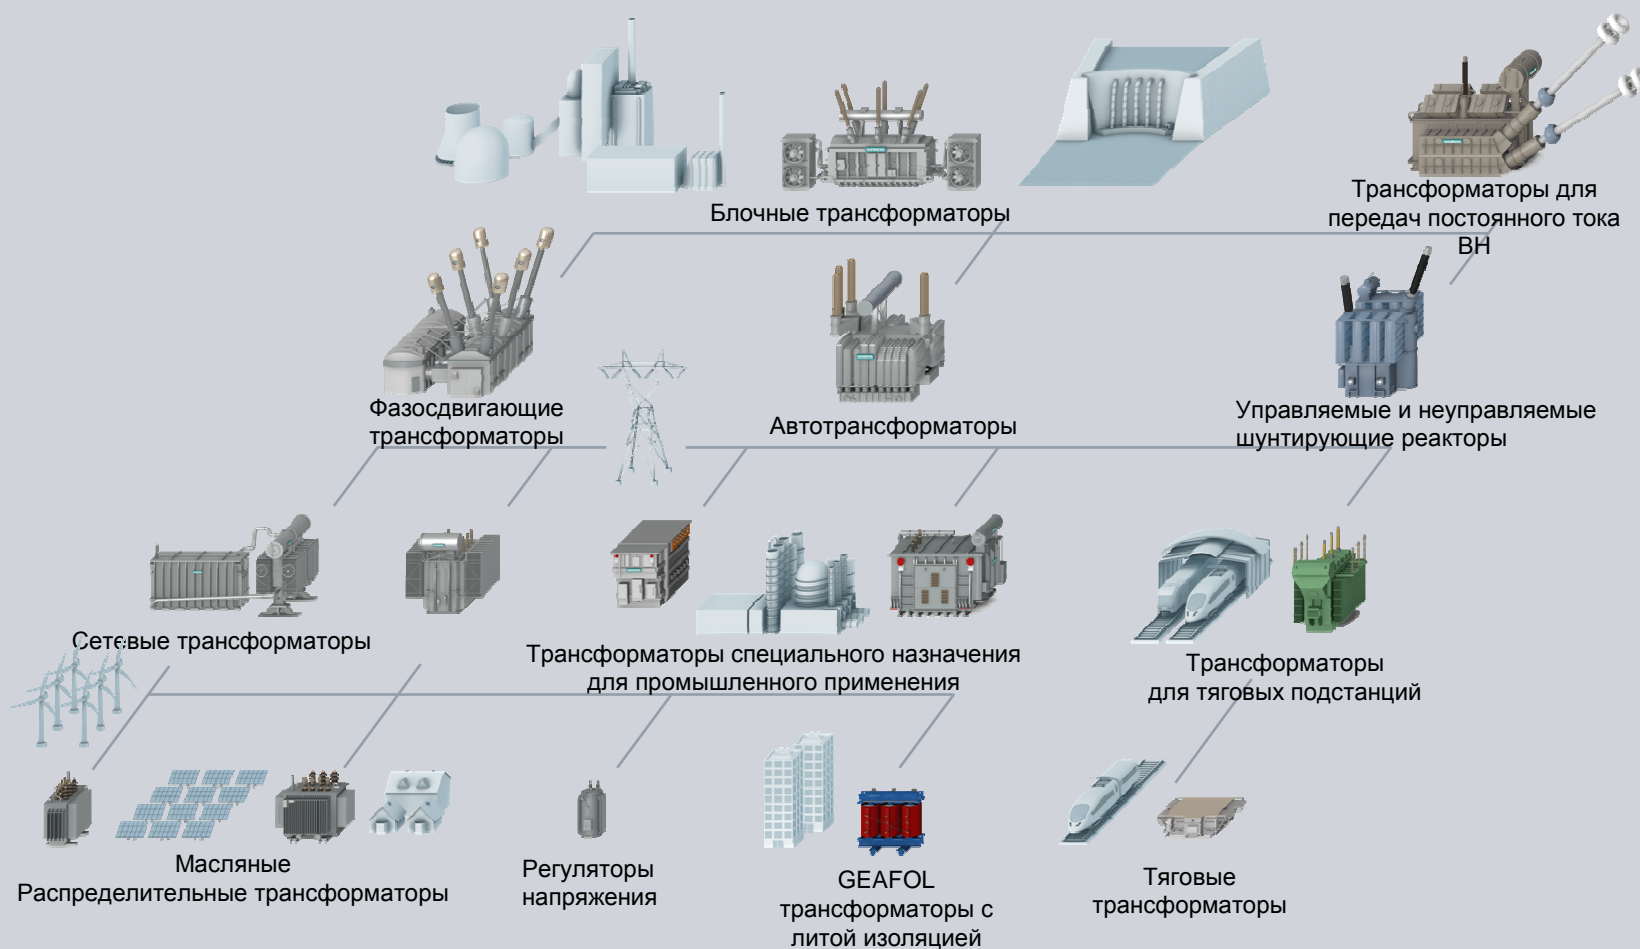 Блочные трансформаторы
Трансформаторы для
передач постоянного тока
ВН
Фазосдвигающие
трансформаторы
Автотрансформаторы
Управляемые и неуправляемые
шунтирующие реакторы
Сетевые трансформаторы
Трансформаторы специального назначения
для промышленного применения
Трансформаторы
для тяговых подстанций
Масляные
Распределительные трансформаторы
Регуляторы
напряжения
GEAFOL
трансформаторы с
литой изоляцией
Тяговые
трансформаторы